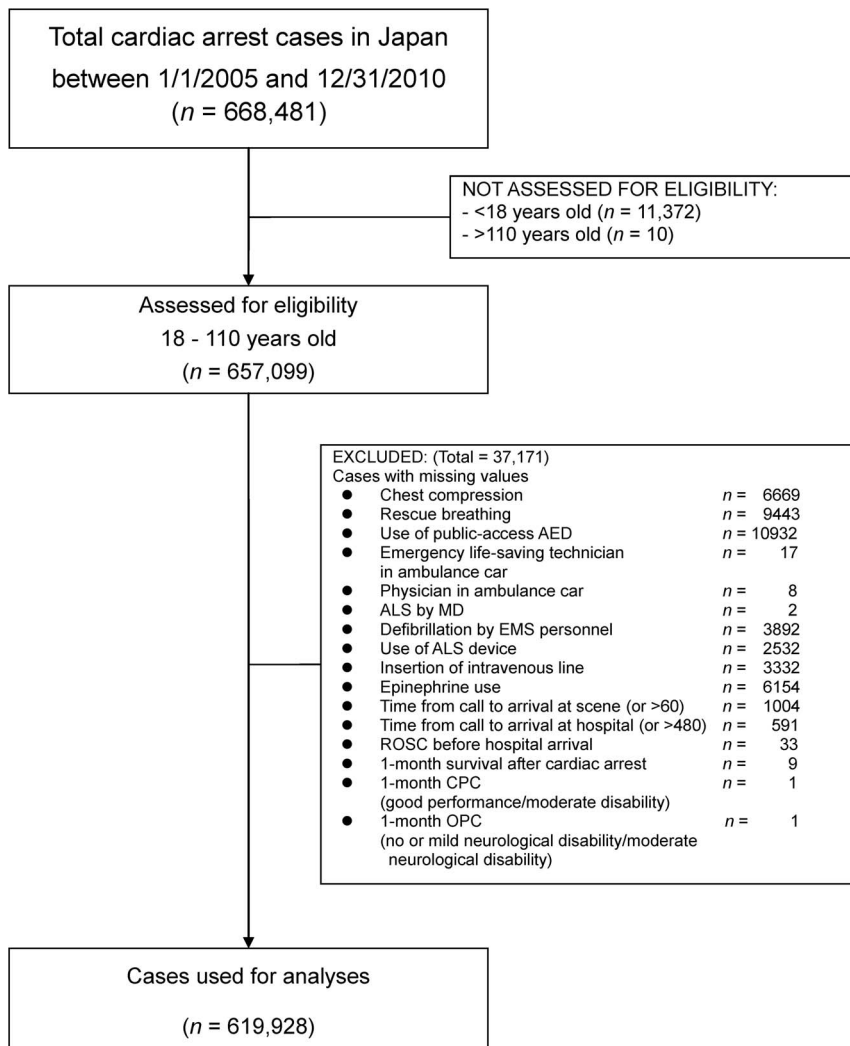 Total cardiac arrest cases in Japan
between 1/1/2005 and 12/31/2010
(n = 668,481)
NOT ASSESSED FOR ELIGIBILITY:
- <18 years old (n = 11,372)
- >110 years old (n = 10)
Assessed for eligibility
18 - 110 years old
(n = 657,099)
EXCLUDED: (Total = 37,171)
Cases with missing values
● Chest compression n = 6669
● Rescue breathing n = 9443
● Use of public-access AED n = 10932
● Emergency life-saving technician n = 17
in ambulance car
● Physician in ambulance car n = 8
● ALS by MD n = 2
● Defibrillation by EMS personnel n = 3892
● Use of ALS device n = 2532
● Insertion of intravenous line n = 3332
● Epinephrine use n = 6154
● Time from call to arrival at scene (or >60) n = 1004
● Time from call to arrival at hospital (or >480) n = 591
● ROSC before hospital arrival n = 33
● 1-month survival after cardiac arrest n = 9
● 1-month CPC n = 1
(good performance/moderate disability)
● 1-month OPC n = 1
(no or mild neurological disability/moderate
neurological disability)
Cases used for analyses
(n = 619,928)